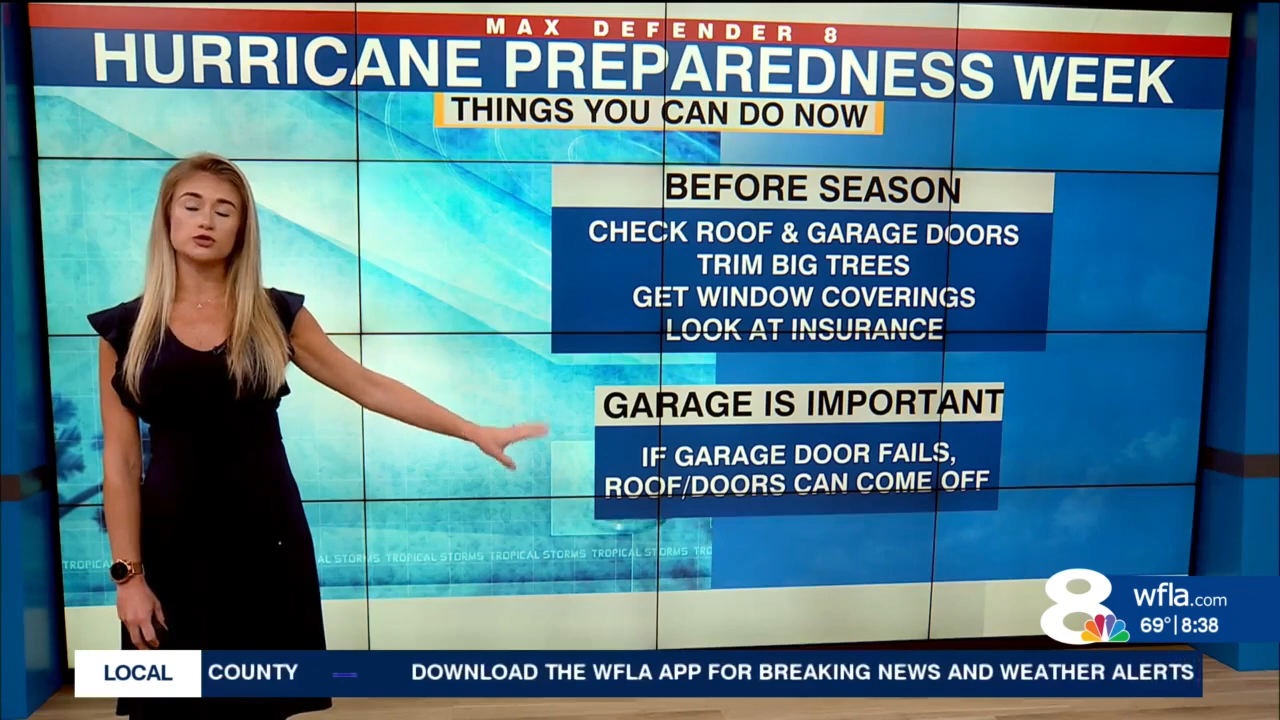 MAX DEFENDER 8
HURRICANE PREPAREDNESS WEEK
THINGS YOU CAN DO NOW
BEFORE SEASON
CHECK ROOF & GARAGE DOORS
TRIM BIG TREES
GET WINDOW COVERINGS
LOOK AT INSURANCE
GARAGE IS IMPORTANT
IF GARAGE DOOR FAILS,
ROOF/DOORS CAN COME OFF
TROPICA AL STORMS TROPICAL STORMS TROPICAL STORMS TROPICAL STORMS TRO
8 wfla.com
69° | 8:38
LOCAL COUNTY — DOWNLOAD THE WFLA APP FOR BREAKING NEWS AND WEATHER ALERTS